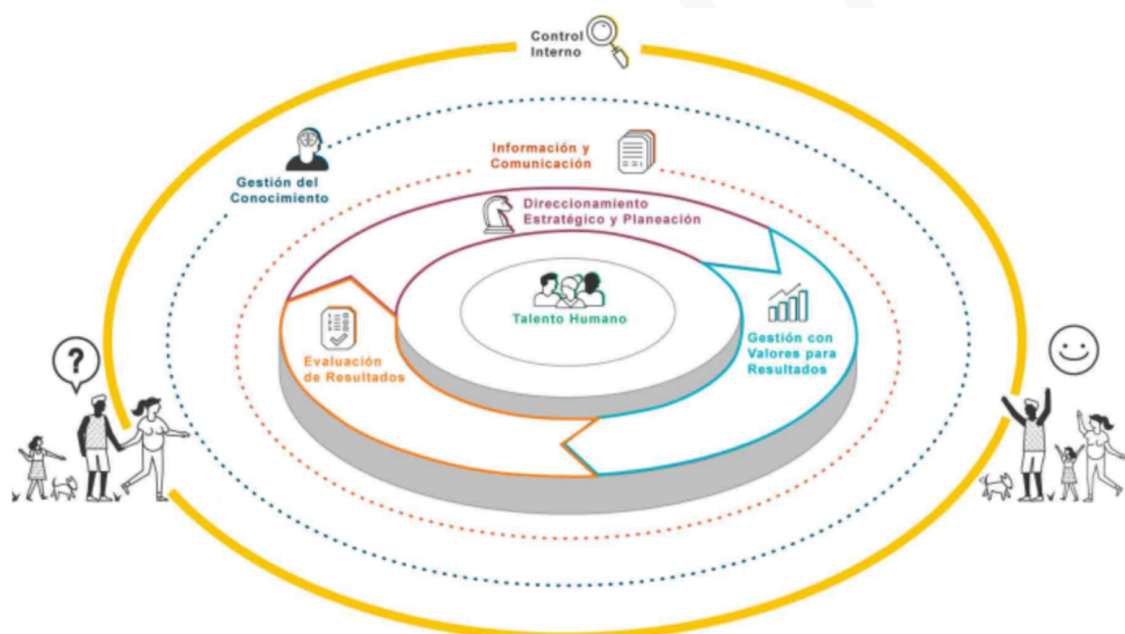 Control
Interno
Gestión del
Conocimiento
Información y
Comunicación
Direccionamiento
Estratégico y Planeación
Talento Humano
Gestión con
Valores para
Resultados
Evaluación
de Resultados
?